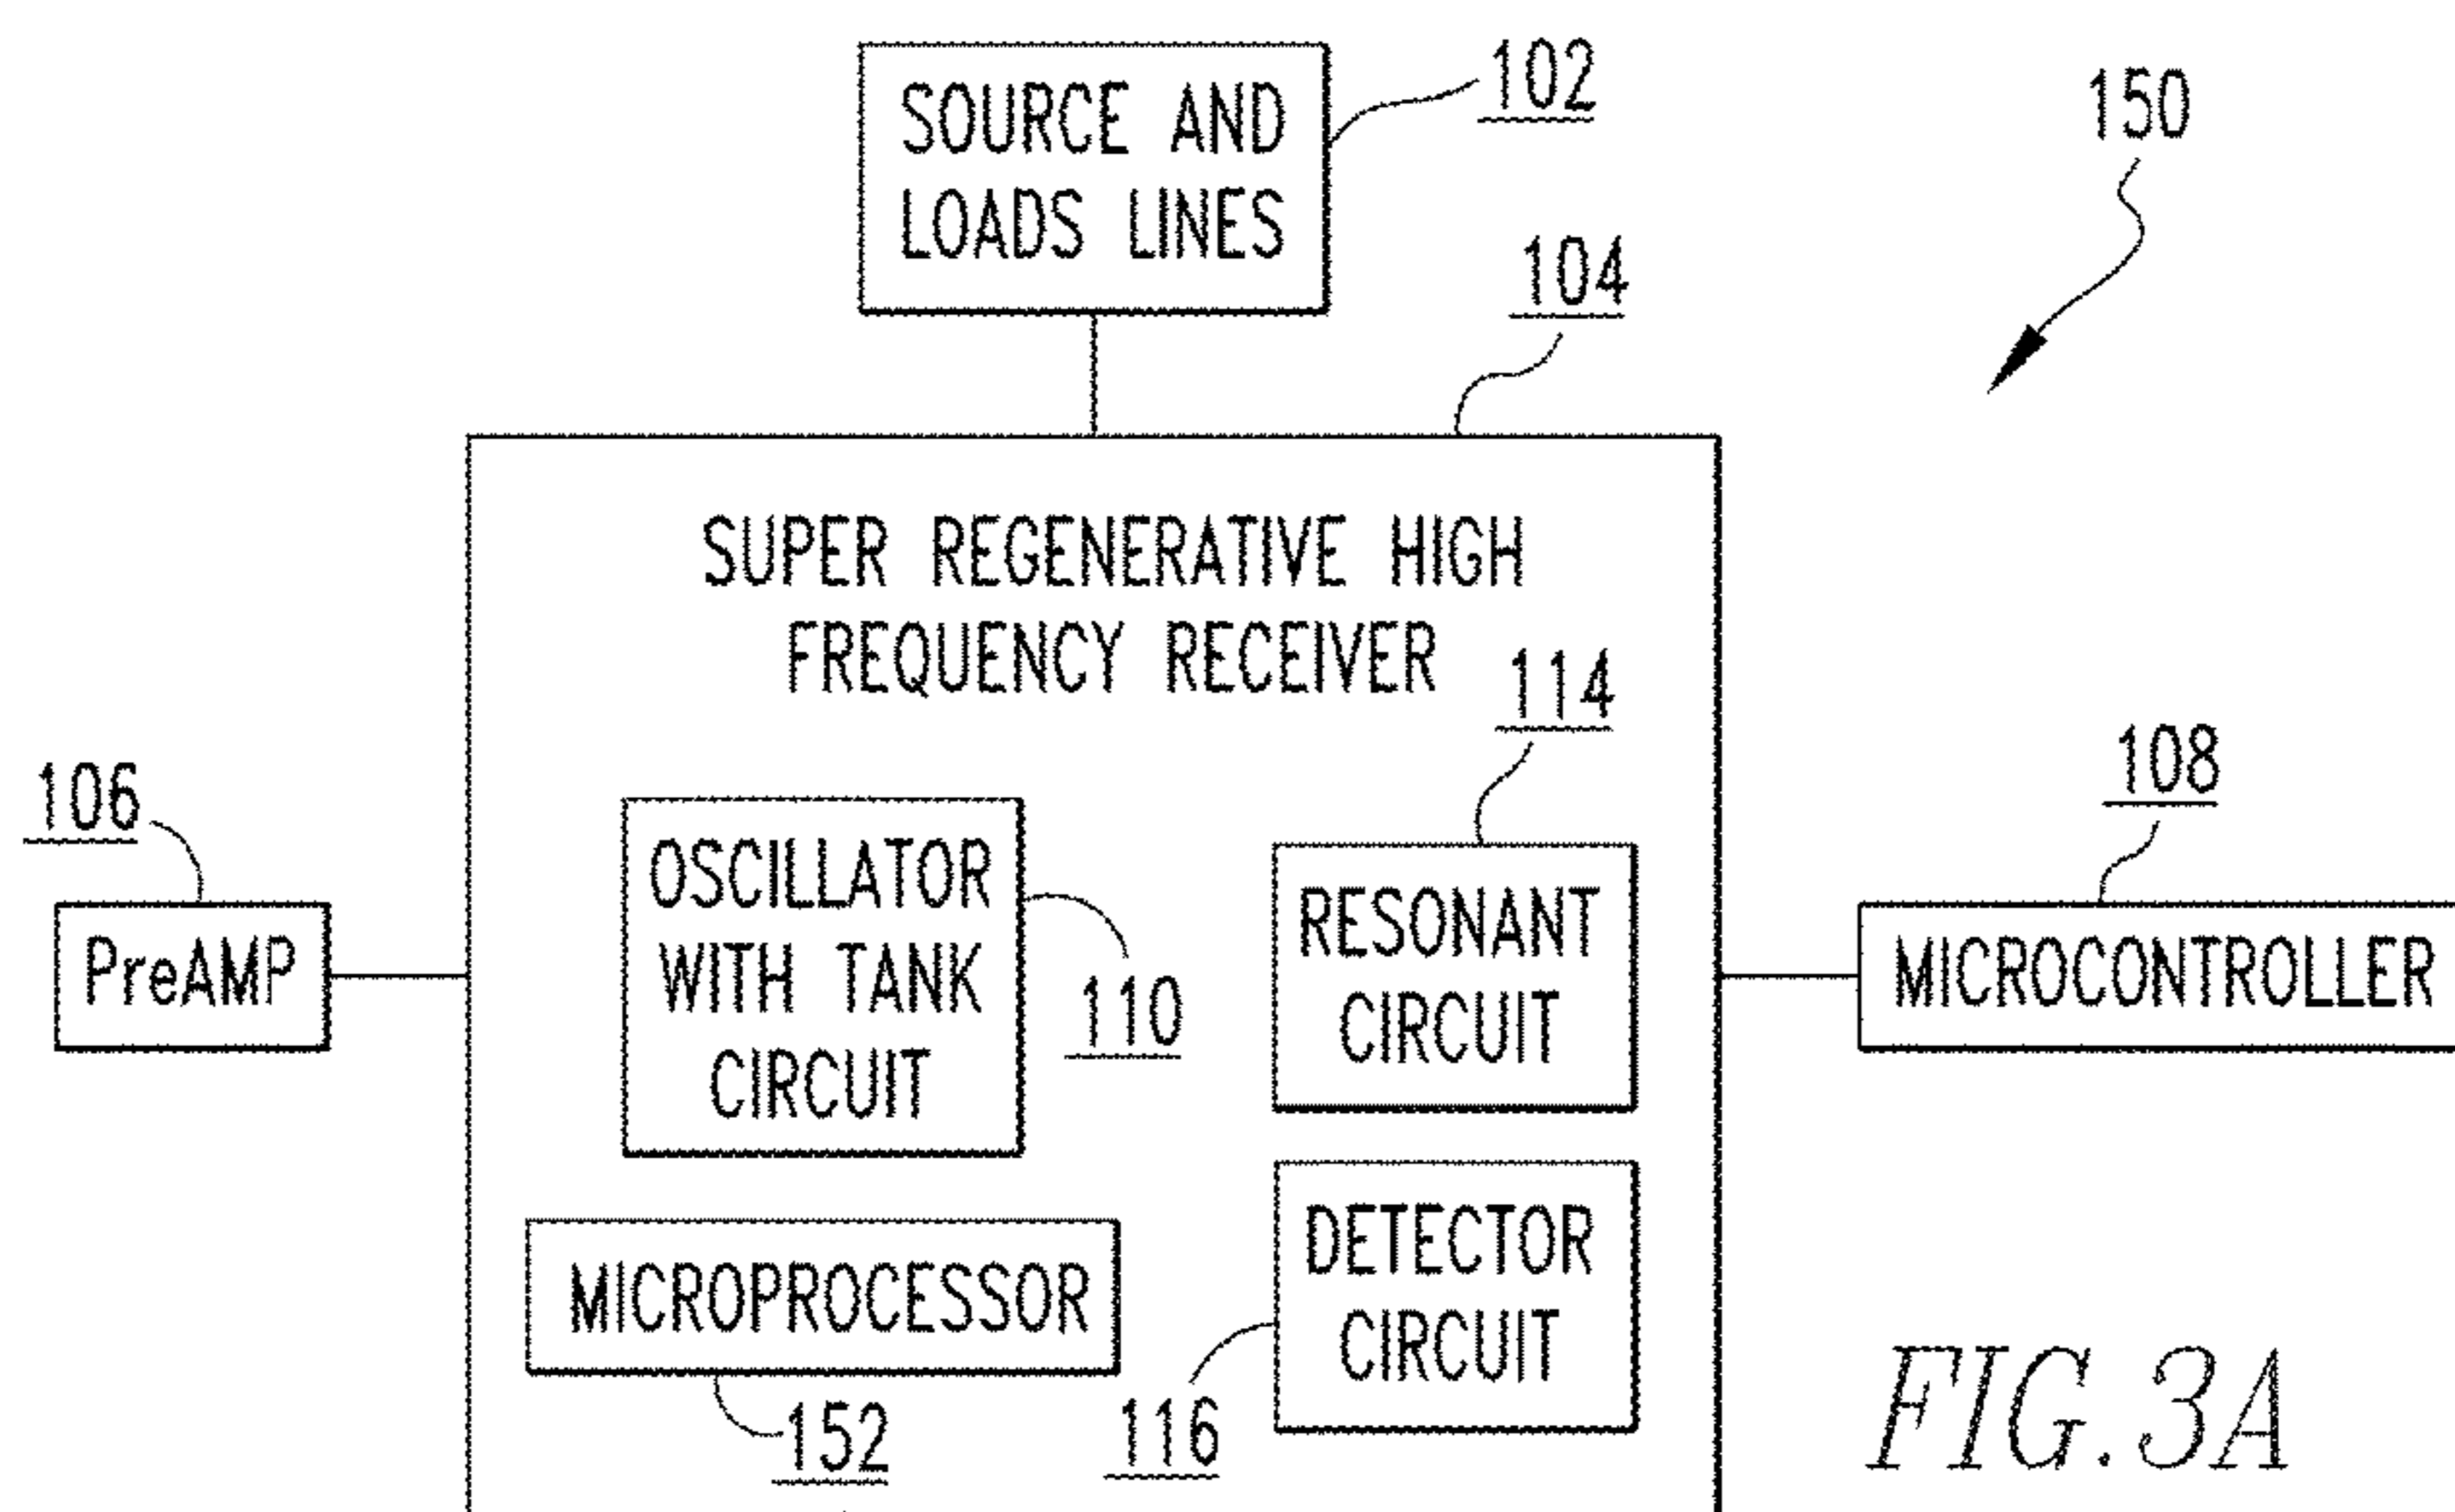 SOURCE AND
LOADS LINES
102
150
104
SUPER REGENERATIVE HIGH
FREQUENCY RECEIVER
114
106
108
PreAMP
OSCILLATOR
WITH TANK
CIRCUIT
110
RESONANT
CIRCUIT
MICROCONTROLLER
MICROPROCESSOR
152
DETECTOR
CIRCUIT
116
FIG.3A